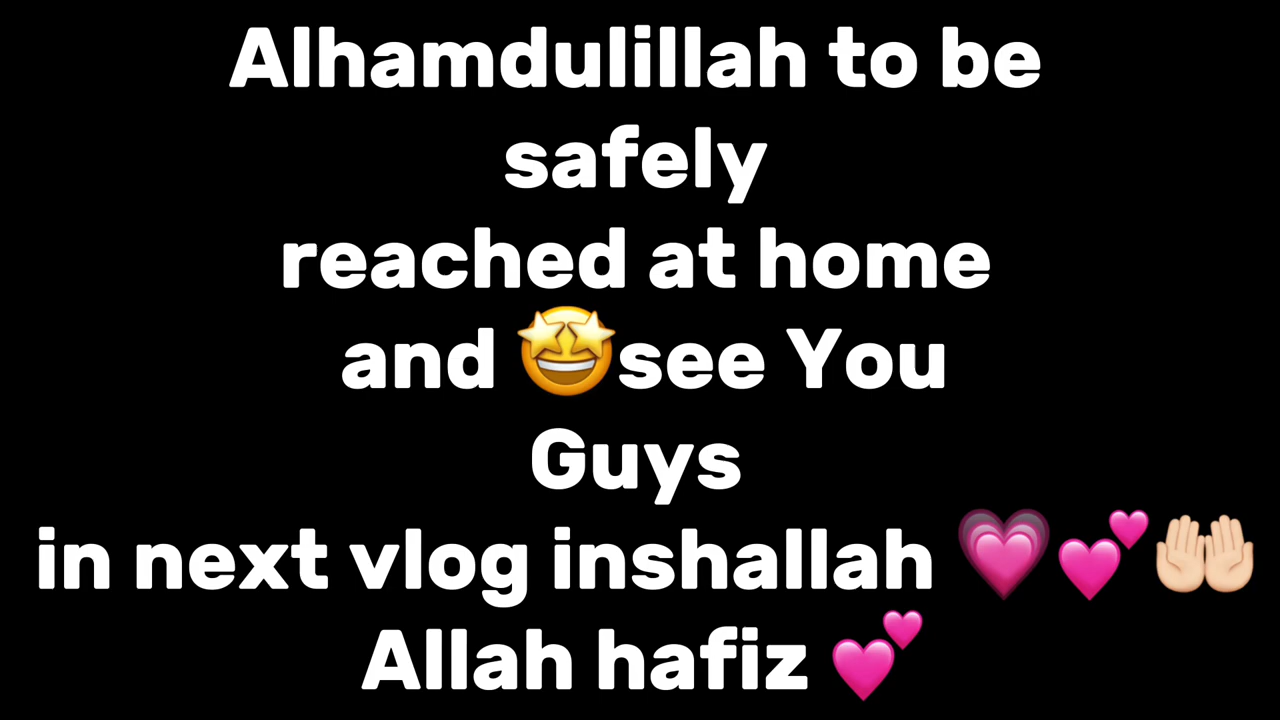 Alhamdulillah to be
safely
reached at home
and 🤩see You
Guys
in next vlog inshallah 💗💕🤲🏻
Allah hafiz 💕